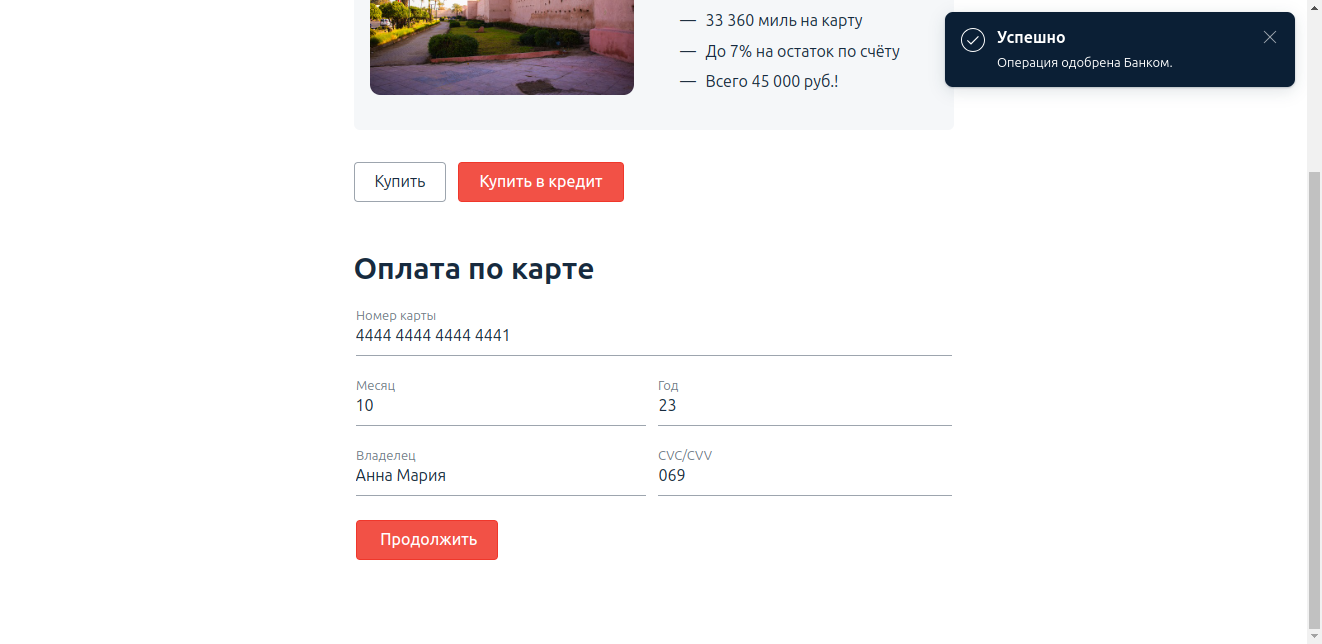 — 33 360 миль на карту
— До 7% на остаток по счёту
— Всего 45 000 руб.!
Успешно
Операция одобрена Банком.
Купить
Купить в кредит
Оплата по карте
Номер карты
4444 4444 4444 4441
Месяц
10
Год
23
Владелец
Анна Мария
CVC/CVV
069
Продолжить